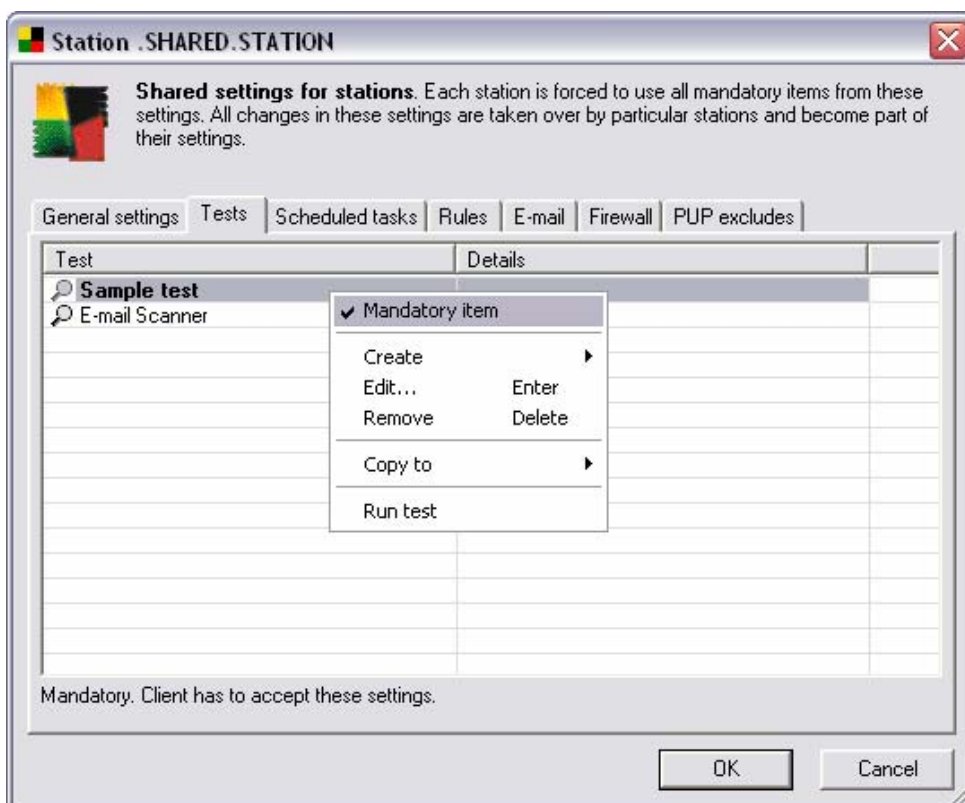 Station .SHARED.STATION
Shared settings for stations. Each station is forced to use all mandatory items from these
settings. All changes in these settings are taken over by particular stations and become part of
their settings.
General settings Tests Scheduled tasks Rules E-mail Firewall PUP excludes
Test Details
Sample test
E-mail Scanner
Mandatory item
Create
Edit... Enter
Remove Delete
Copy to
Run test
Mandatory. Client has to accept these settings.
OK Cancel